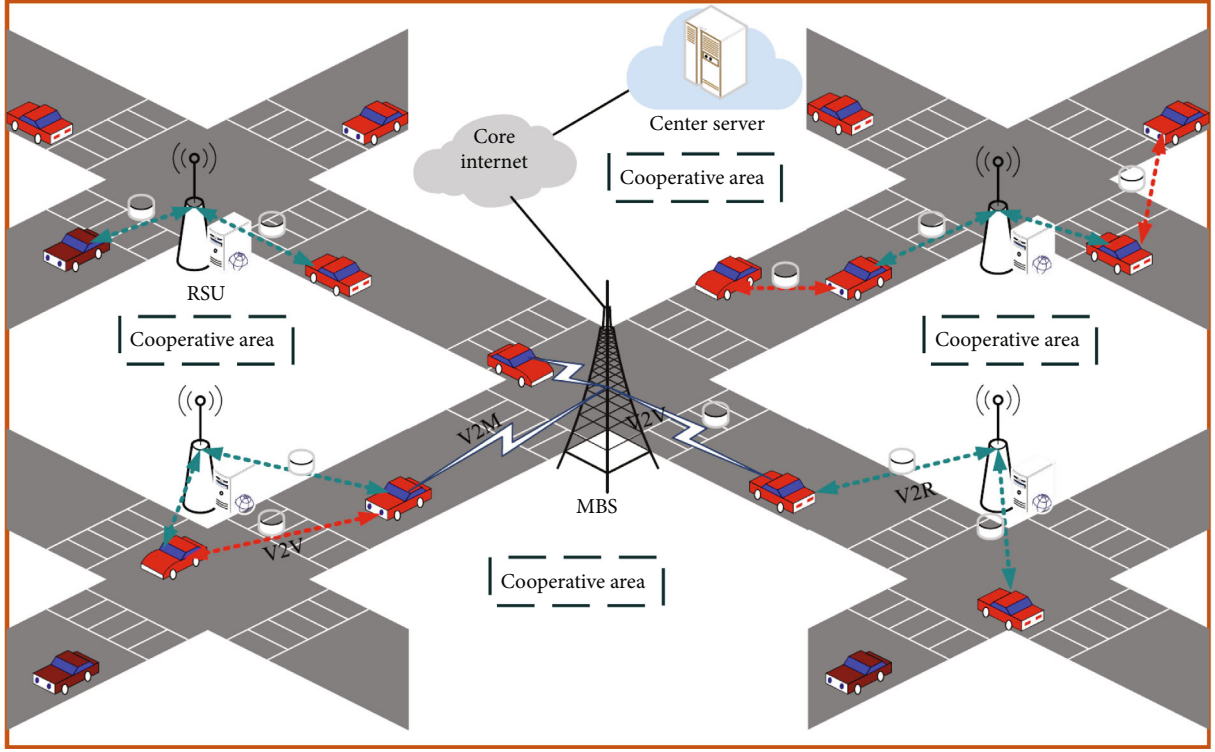 Center server
Core
internet
Cooperative area
Cooperative area
RSU
Cooperative area
V2M
V2V
V2R
MBS
V2V
Cooperative area